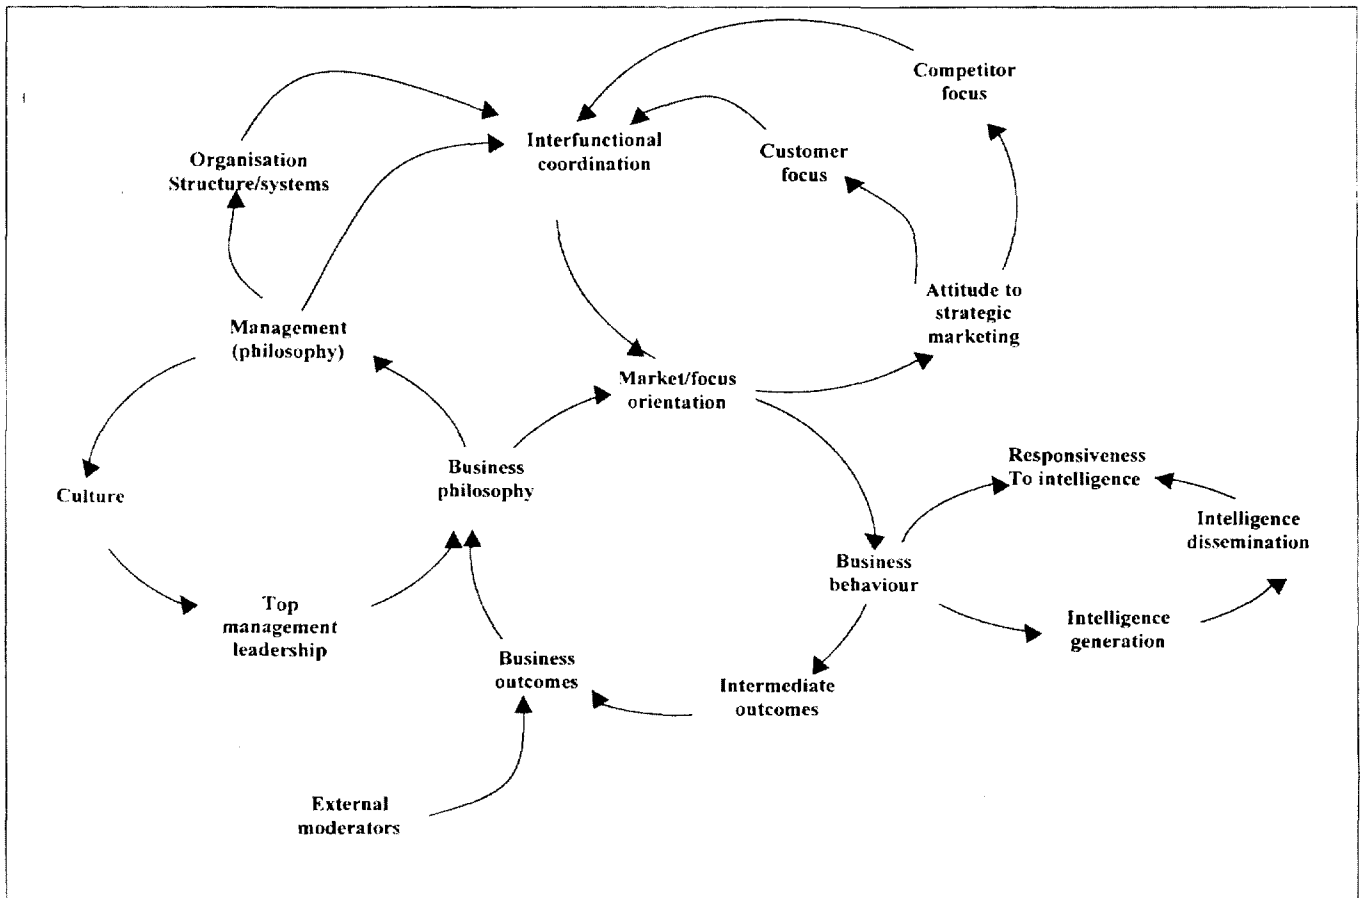 Competitor
focus
Interfunctional
coordination
Customer
focus
Organisation
Structure/systems
Attitude to
strategic
marketing
Management
(philosophy)
Market/focus
orientation
Business
philosophy
Responsiveness
To intelligence
Culture
Intelligence
dissemination
Business
behaviour
Top
management
leadership
Intelligence
generation
Business
outcomes
Intermediate
outcomes
External
moderators